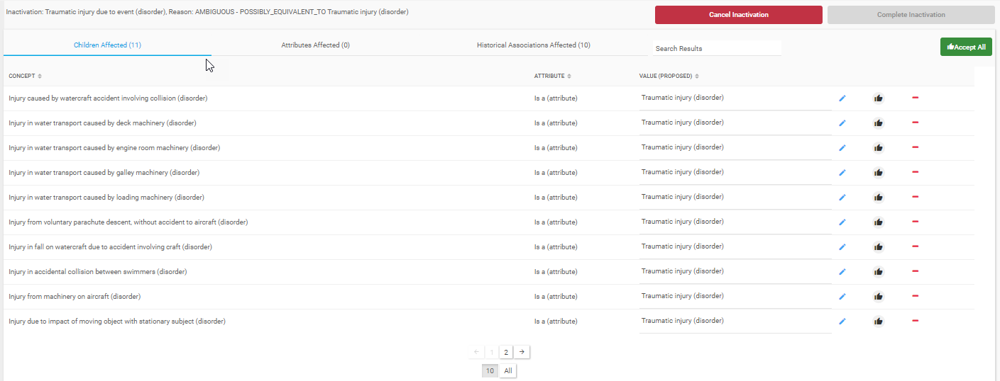 Inactivation: Traumatic injury due to event (disorder), Reason: AMBIGUOUS - POSSIBLY_EQUIVALENT_TO Traumatic injury (disorder)
Cancel Inactivation
Complete Inactivation
Children Affected (11)
Attributes Affected (0)
Historical Associations Affected (10)
Search Results
Accept All
CONCEPT ATTRIBUTE VALUE (PROPOSED)
Injury caused by watercraft accident involving collision (disorder) Is a (attribute) Traumatic injury (disorder)
Injury in water transport caused by deck machinery (disorder) Is a (attribute) Traumatic injury (disorder)
Injury in water transport caused by engine room machinery (disorder) Is a (attribute) Traumatic injury (disorder)
Injury in water transport caused by galley machinery (disorder) Is a (attribute) Traumatic injury (disorder)
Injury in water transport caused by loading machinery (disorder) Is a (attribute) Traumatic injury (disorder)
Injury from voluntary parachute descent, without accident to aircraft (disorder) Is a (attribute) Traumatic injury (disorder)
Injury in fall on watercraft due to accident involving craft (disorder) Is a (attribute) Traumatic injury (disorder)
Injury in accidental collision between swimmers (disorder) Is a (attribute) Traumatic injury (disorder)
Injury from machinery on aircraft (disorder) Is a (attribute) Traumatic injury (disorder)
Injury due to impact of moving object with stationary subject (disorder) Is a (attribute) Traumatic injury (disorder)
← 1 2 →
10 All